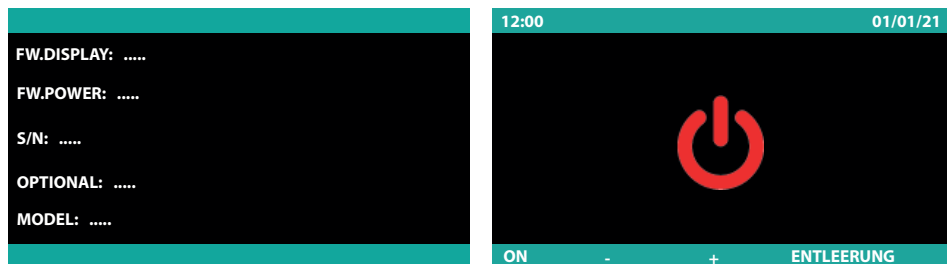 FW.DISPLAY: .....
FW.POWER: .....
S/N: .....
OPTIONAL: .....
MODEL: .....
12:00 01/01/21
ON - + ENTLEERUNG